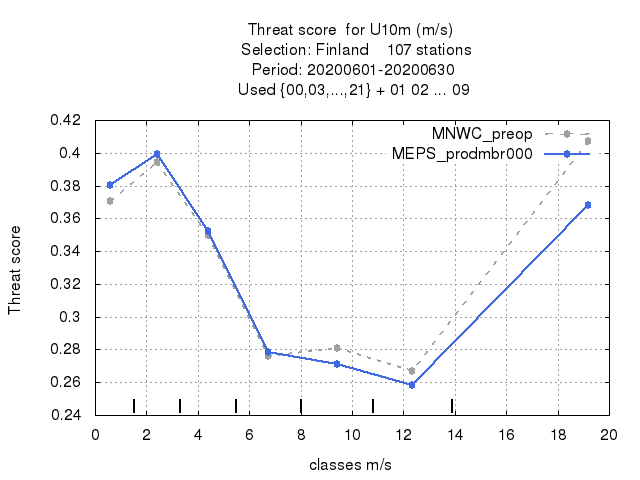 Threat score  for U10m (m/s)
Selection: Finland    107 stations
Period: 20200601-20200630
Used {00,03,...,21} + 01 02 ... 09
MNWC_preop
MEPS_prodmbr000
0.42
0.4
0.38
0.36
0.34
0.32
0.3
0.28
0.26
0.24
Threat score
0 2 4 6 8 10 12 14 16 18 20
classes m/s